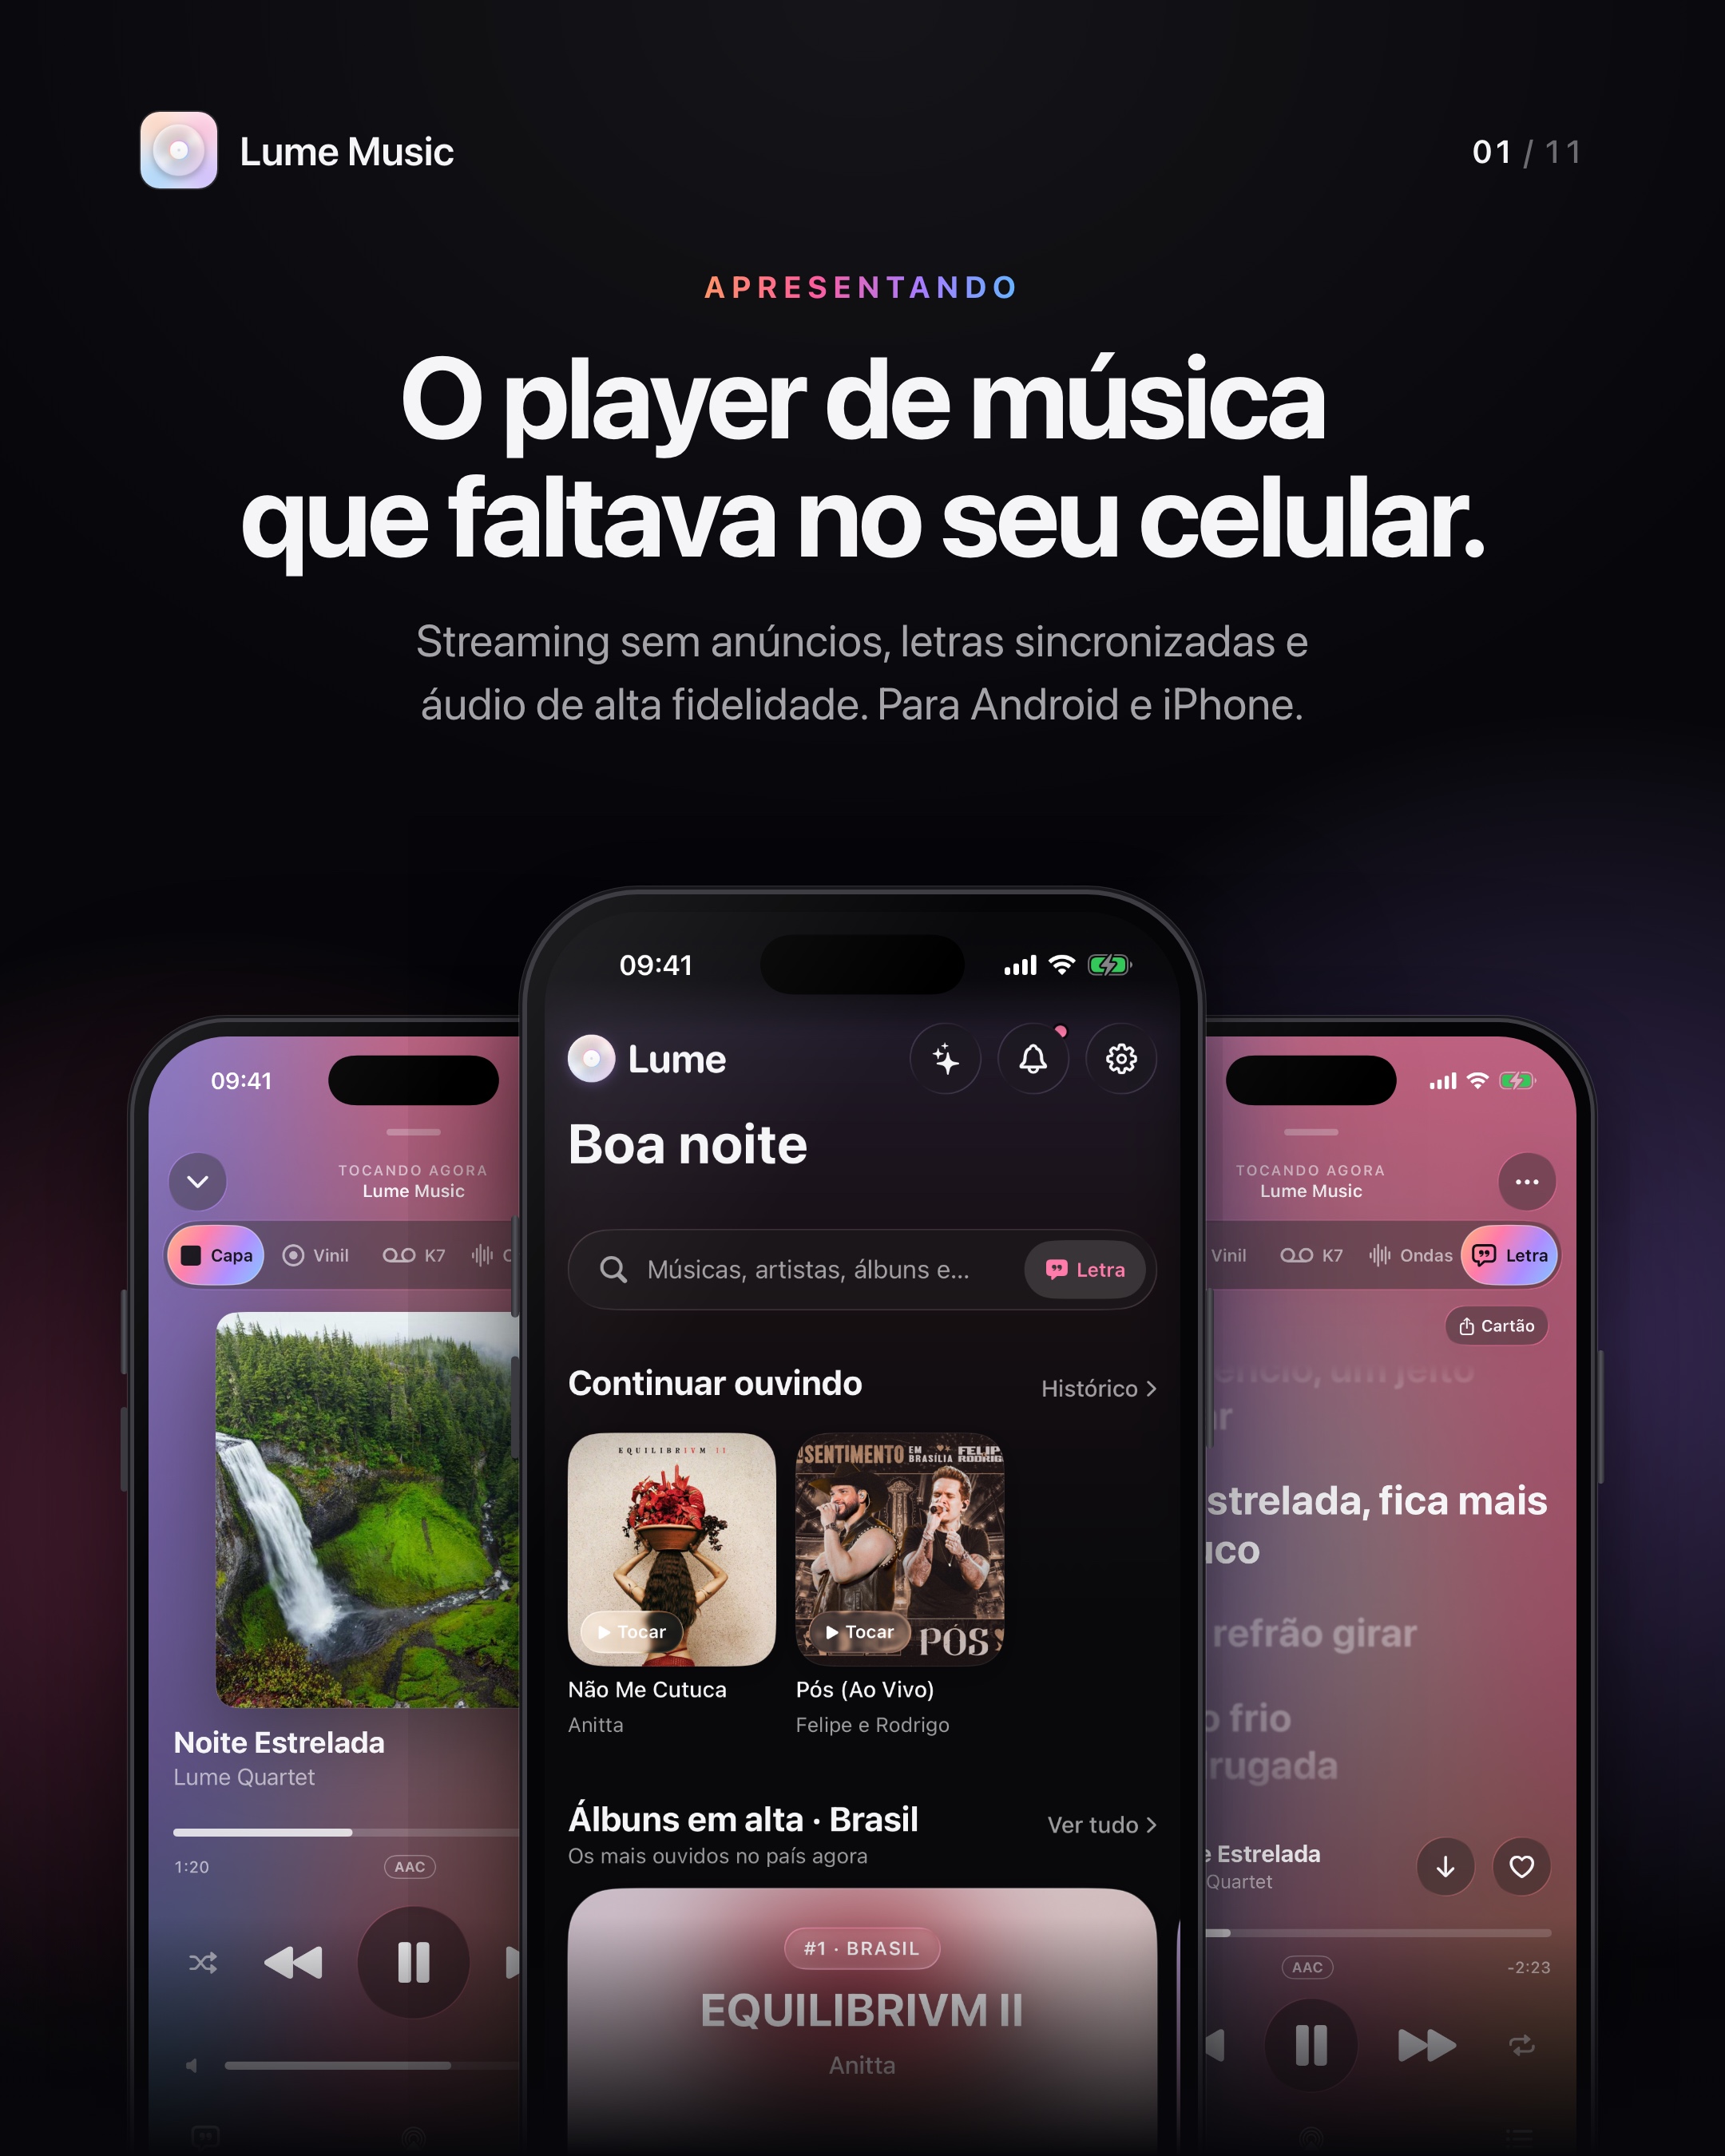 Lume Music
01 / 11
APRESENTANDO
O player de música
que faltava no seu celular.
Streaming sem anúncios, letras sincronizadas e
áudio de alta fidelidade. Para Android e iPhone.
09:41
TOCANDO AGORA
Lume Music
Capa
Vinil
K7
Noite Estrelada
Lume Quartet
1:20
AAC
09:41
Lume
Boa noite
Músicas, artistas, álbuns e...
Letra
Continuar ouvindo
Histórico
EQUILIBRIVM II
SENTIMENTO
EM
BRASÍLIA
FELIP
PÓS
Tocar
Tocar
Não Me Cutuca
Pós (Ao Vivo)
Anitta
Felipe e Rodrigo
Álbuns em alta · Brasil
Ver tudo
Os mais ouvidos no país agora
#1 · BRASIL
EQUILIBRIVM II
Anitta
TOCANDO AGORA
Lume Music
Vinil
K7
Ondas
Letra
Cartão
um jeito
strelada, fica mais
refrão girar
frio
rugada
Estrelada
Quartet
AAC
-2:23